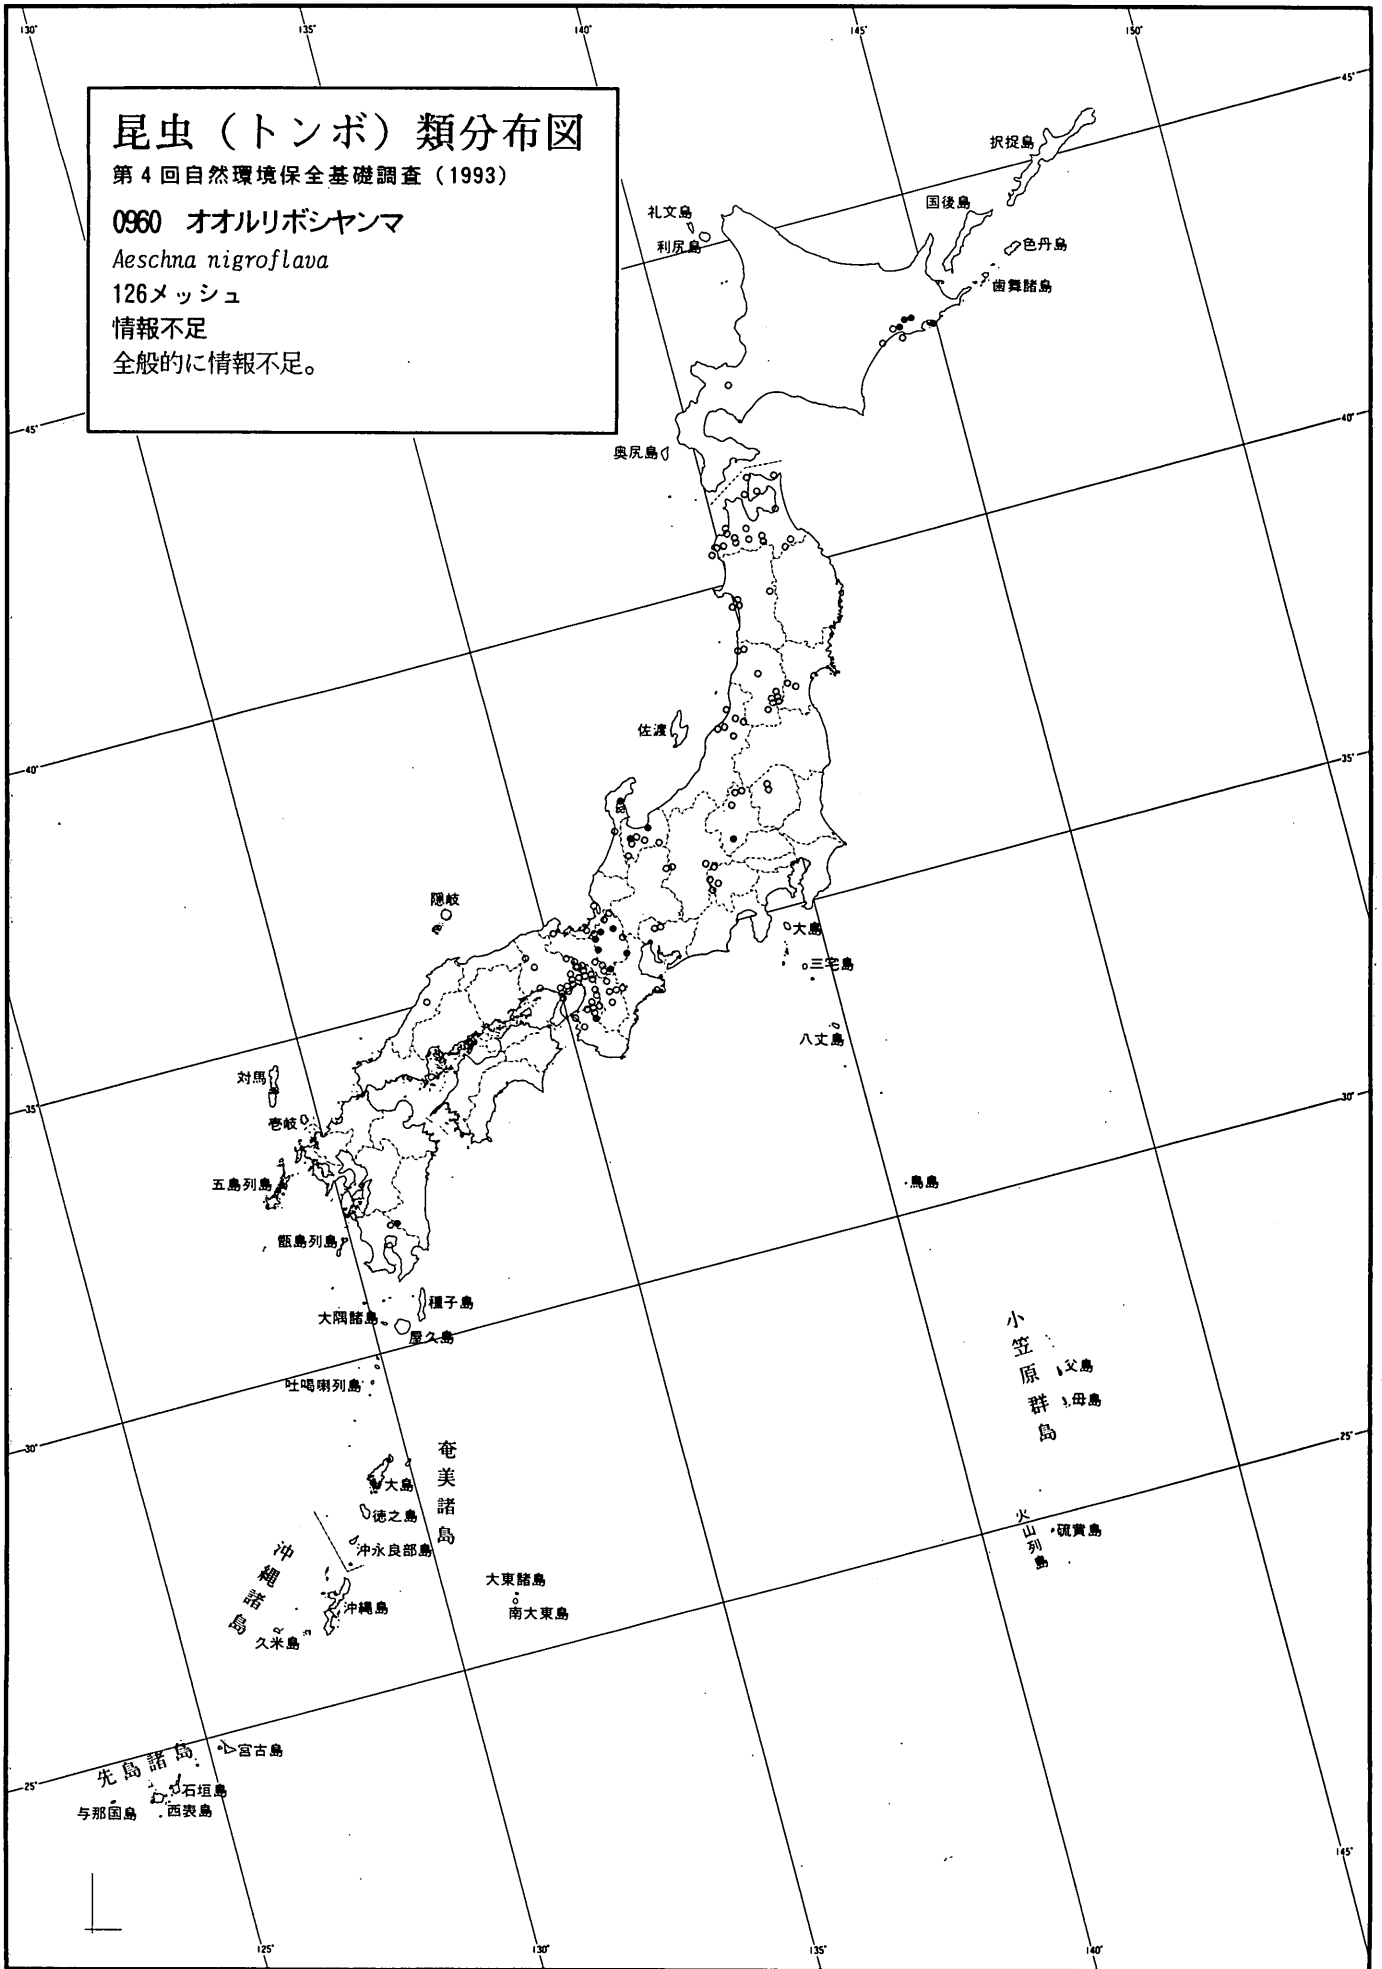 130°
135°
140°
145°
150°
45°
昆虫（トンボ）類分布図
第4回自然環境保全基礎調査（1993）
0960 オオルリボシヤンマ
Aeschna nigroflava
126メッシュ
情報不足
全般的に情報不足。
択捉島
国後島
色丹島
歯舞諸島
礼文島
利尻島
45°
40°
奥尻島
佐渡
40°
35°
隠岐
大島
三宅島
八丈島
対馬
壱岐
35°
30°
五島列島
鳥島
甑島列島
種子島
大隅諸島
屋久島
吐噶喇列島
小笠原群島
父島
母島
30°
25°
奄美諸島
大島
徳之島
沖永良部島
火山列島
硫黄島
沖縄諸島
沖縄島
久米島
大東諸島
南大東島
先島諸島
宮古島
石垣島
西表島
与那国島
25°
145°
125°
130°
135°
140°